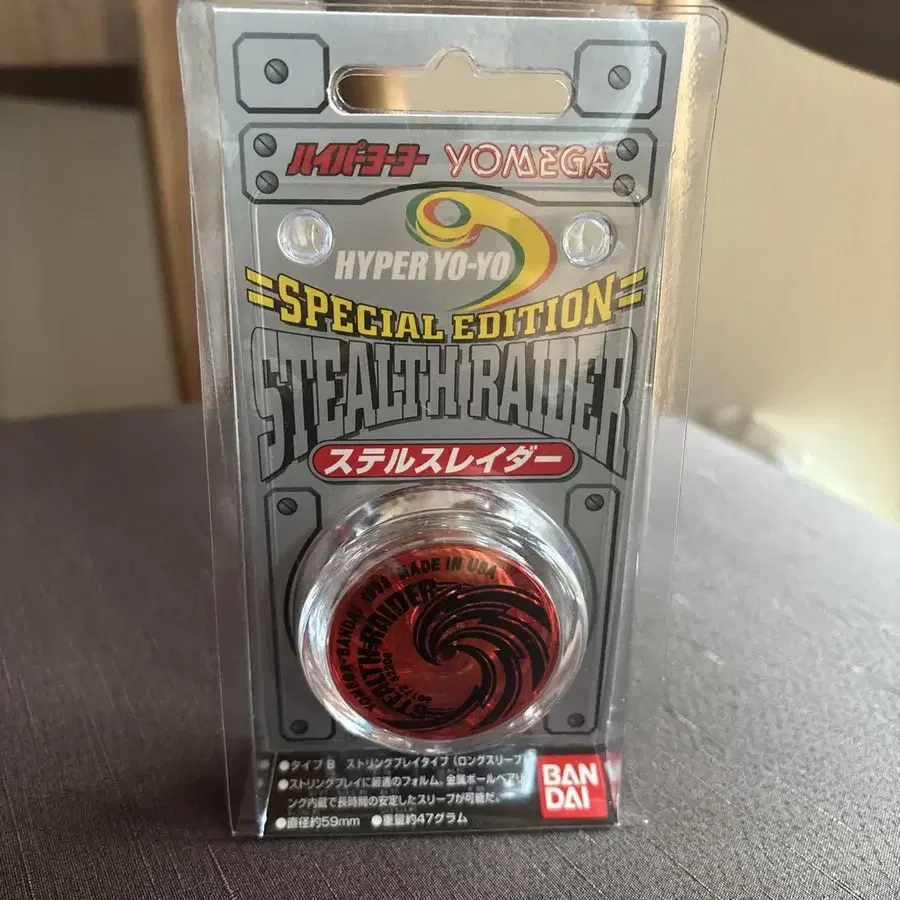 ハイパーヨーヨー YOMEGA
HYPER YO-YO
SPECIAL EDITION
STEALTH RAIDER
ステルスレイダー
YOMEGA・BANDAI 1998 MADE IN USA
STEALTH RAIDER
●タイプB ストリングプレイタイプ（ロングスリープ）
●ストリングプレイに最適のフォルム。金属ボールベアリ
ング内蔵で長時間の安定したスリープが可能だ。
●直径約59mm ●重量約47グラム
BAN
DAI